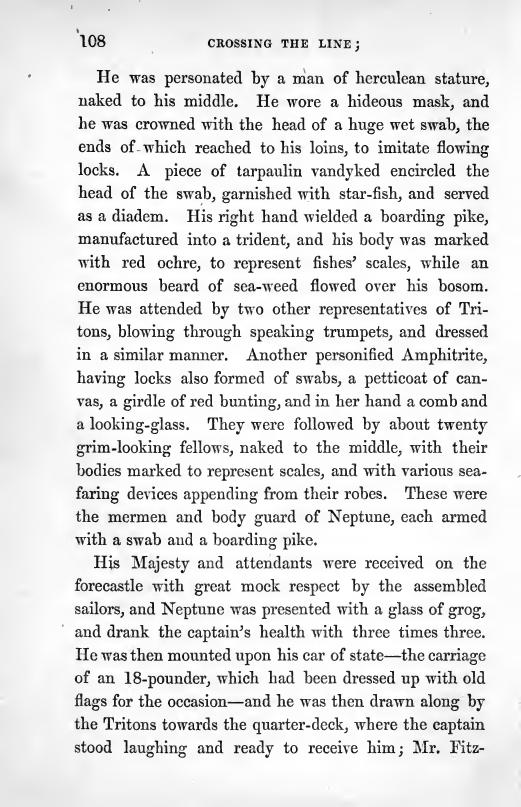 108 CROSSING THE LINE;
He was personated by a man of herculean stature,
naked to his middle. He wore a hideous mask, and
he was crowned with the head of a huge wet swab, the
ends of which reached to his loins, to imitate flowing
locks. A piece of tarpaulin vandyked encircled the
head of the swab, garnished with star-fish, and served
as a diadem. His right hand wielded a boarding pike,
manufactured into a trident, and his body was marked
with red ochre, to represent fishes' scales, while an
enormous beard of sea-weed flowed over his bosom.
He was attended by two other representatives of Tri-
tons, blowing through speaking trumpets, and dressed
in a similar manner. Another personified Amphitrite,
having locks also formed of swabs, a petticoat of can-
vas, a girdle of red bunting, and in her hand a comb and
a looking-glass. They were followed by about twenty
grim-looking fellows, naked to the middle, with their
bodies marked to represent scales, and with various sea-
faring devices appending from their robes. These were
the mermen and body guard of Neptune, each armed
with a swab and a boarding pike.
His Majesty and attendants were received on the
forecastle with great mock respect by the assembled
sailors, and Neptune was presented with a glass of grog,
and drank the captain's health with three times three.
He was then mounted upon his car of state—the carriage
of an 18-pounder, which had been dressed up with old
flags for the occasion—and he was then drawn along by
the Tritons towards the quarter-deck, where the captain
stood laughing and ready to receive him; Mr. Fitz-